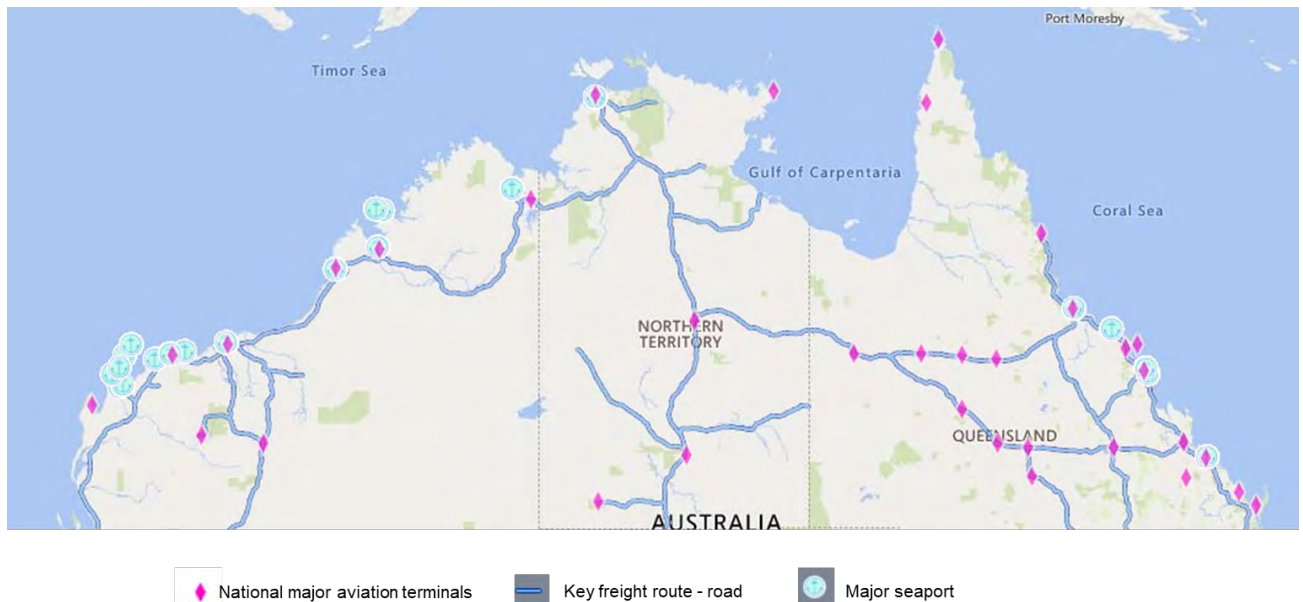 Port Moresby
Timor Sea
Gulf of Carpentaria
Coral Sea
NORTHERN
TERRITORY
QUEENSLAND
AUSTRALIA
National major aviation terminals
Key freight route - road
Major seaport